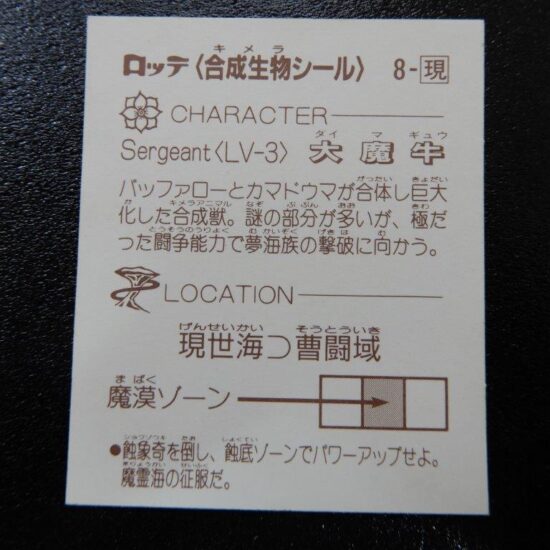 ロッテ〈合成生物シール〉 8-現
CHARACTER
Sergeant〈LV-3〉 大魔牛
バッファローとカマドウマが合体し巨大
化した合成獣。謎の部分が多いが、極だ
った闘争能力で夢海族の撃破に向かう。
LOCATION
現世海⊃曹闘域
魔漠ゾーン
●蝕象奇を倒し、蝕底ゾーンでパワーアップせよ。
魔霊海の征服だ。